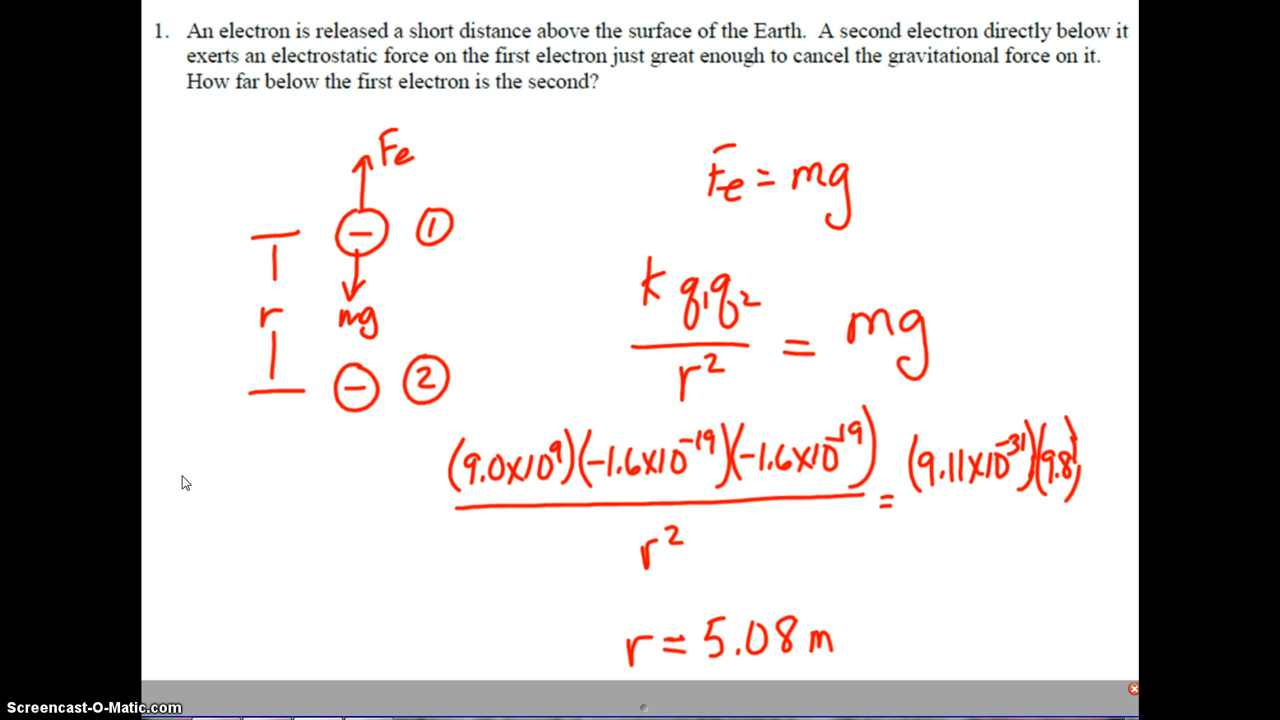 1. An electron is released a short distance above the surface of the Earth. A second electron directly below it
exerts an electrostatic force on the first electron just great enough to cancel the gravitational force on it.
How far below the first electron is the second?
Fe
− ①
r
mg
− ②
Fe = mg
k q₁q₂
r² = mg
(9.0x10⁹)(-1.6x10⁻¹⁹)(-1.6x10⁻¹⁹) = (9.11x10⁻³¹)(9.8)
r²
r = 5.08 m
Screencast-O-Matic.com